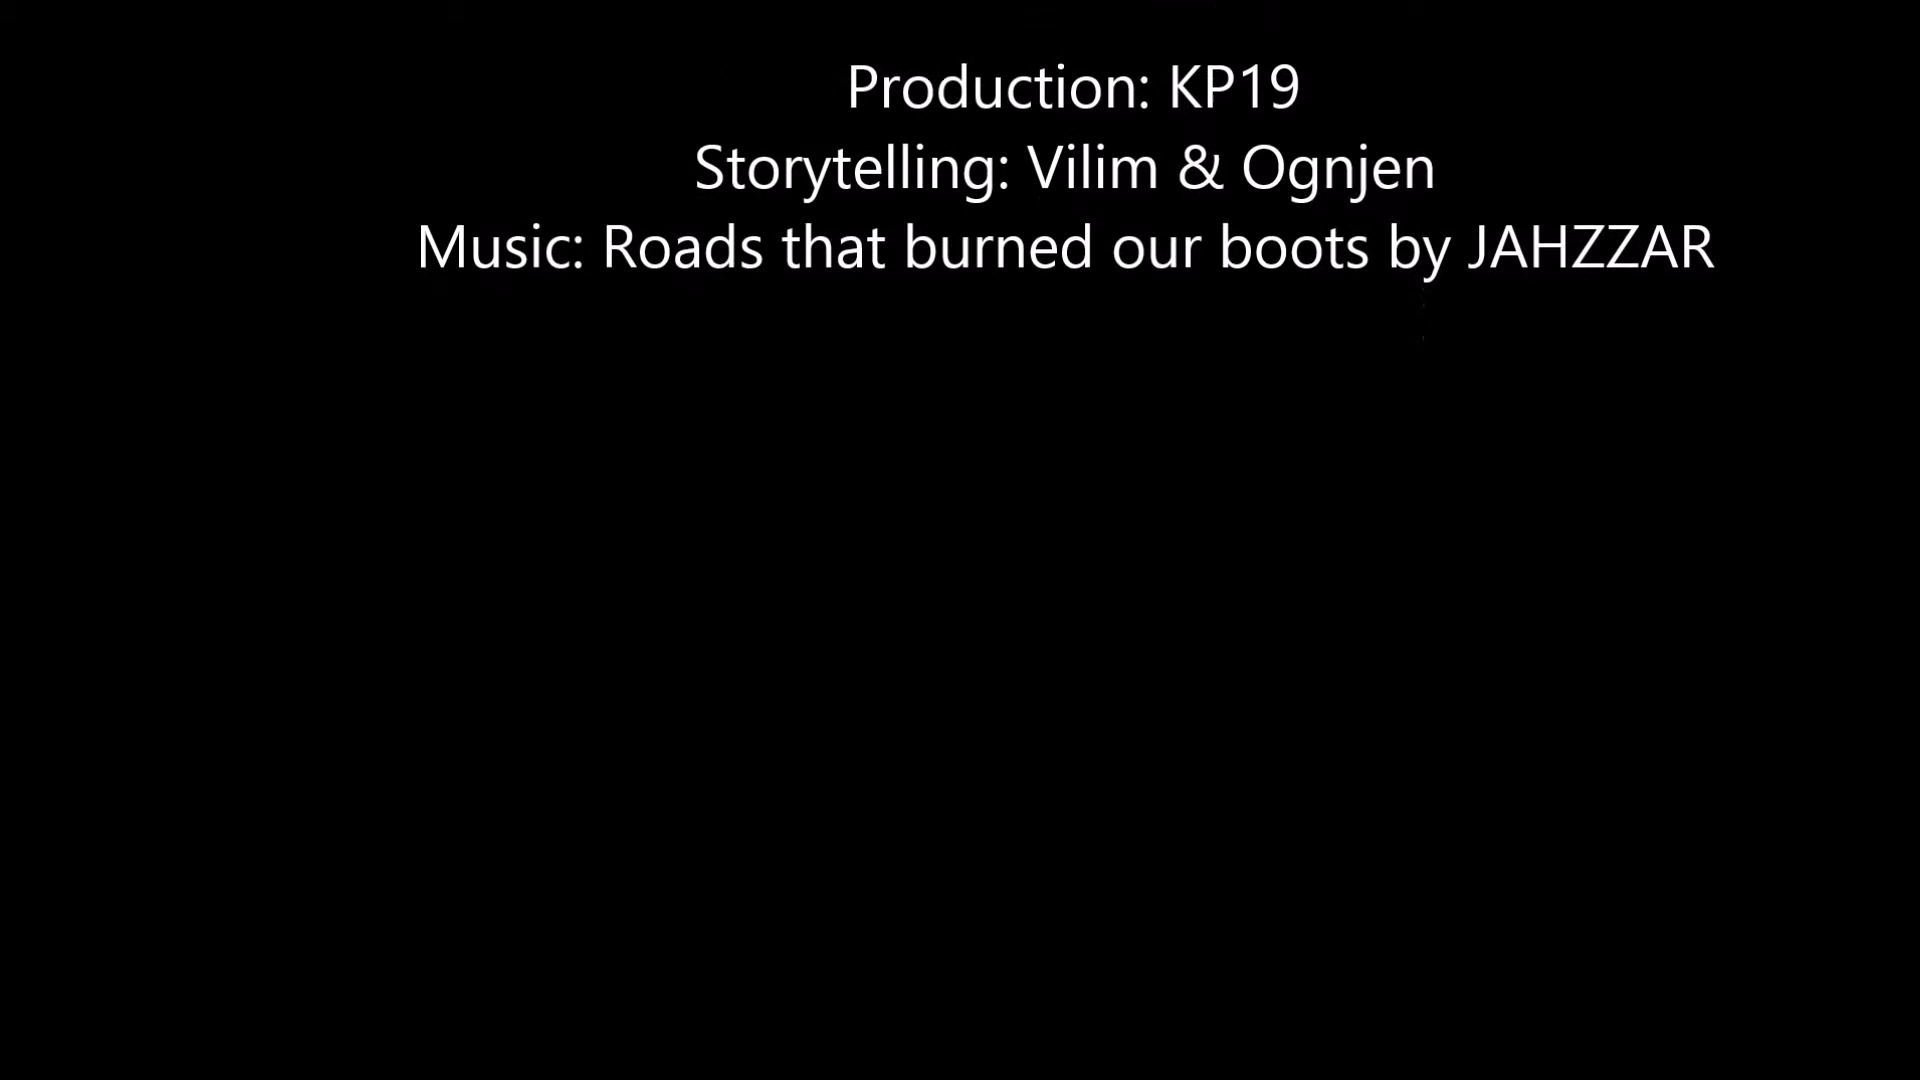 Production: KP19
Storytelling: Vilim & Ognjen
Music: Roads that burned our boots by JAHZZAR